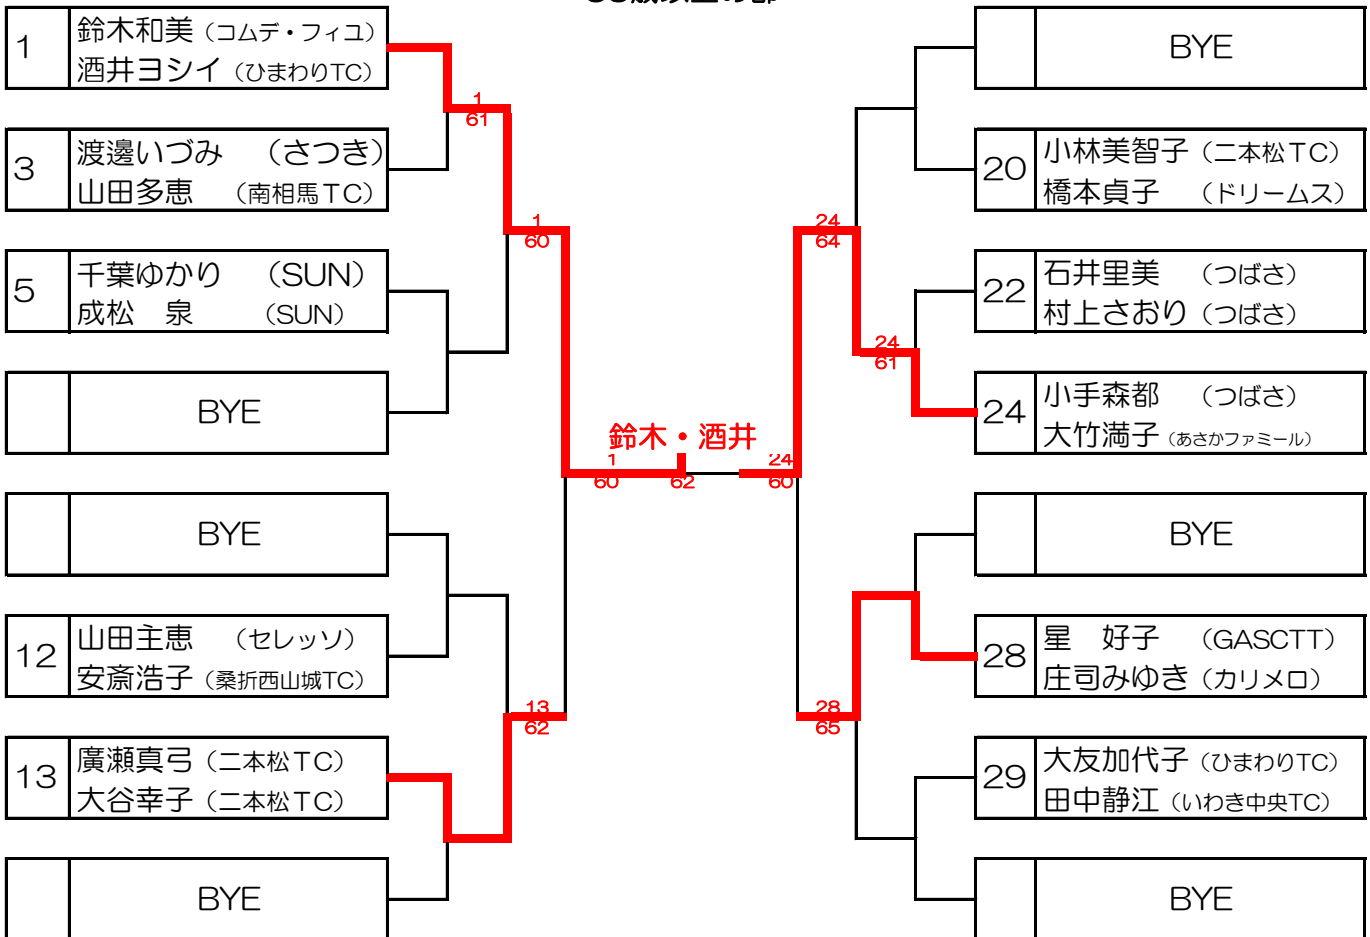 1
鈴木和美（コムデ・フィユ）
酒井ヨシイ（ひまわりTC）
3
渡邊いづみ　（さつき）
山田多恵　（南相馬TC）
5
千葉ゆかり　（SUN）
成松　泉　（SUN）
BYE
BYE
12
山田主恵　（セレッソ）
安斎浩子（桑折西山城TC）
13
廣瀬真弓（二本松TC）
大谷幸子（二本松TC）
BYE
1
61
1
60
13
62
鈴木・酒井
1
60
62
24
60
24
64
24
61
28
65
BYE
20
小林美智子（二本松TC）
橋本貞子　（ドリームス）
22
石井里美　（つばさ）
村上さおり（つばさ）
24
小手森都　（つばさ）
大竹満子（あさかファミール）
BYE
28
星　好子　（GASCTT）
庄司みゆき（カリメロ）
29
大友加代子（ひまわりTC）
田中静江（いわき中央TC）
BYE